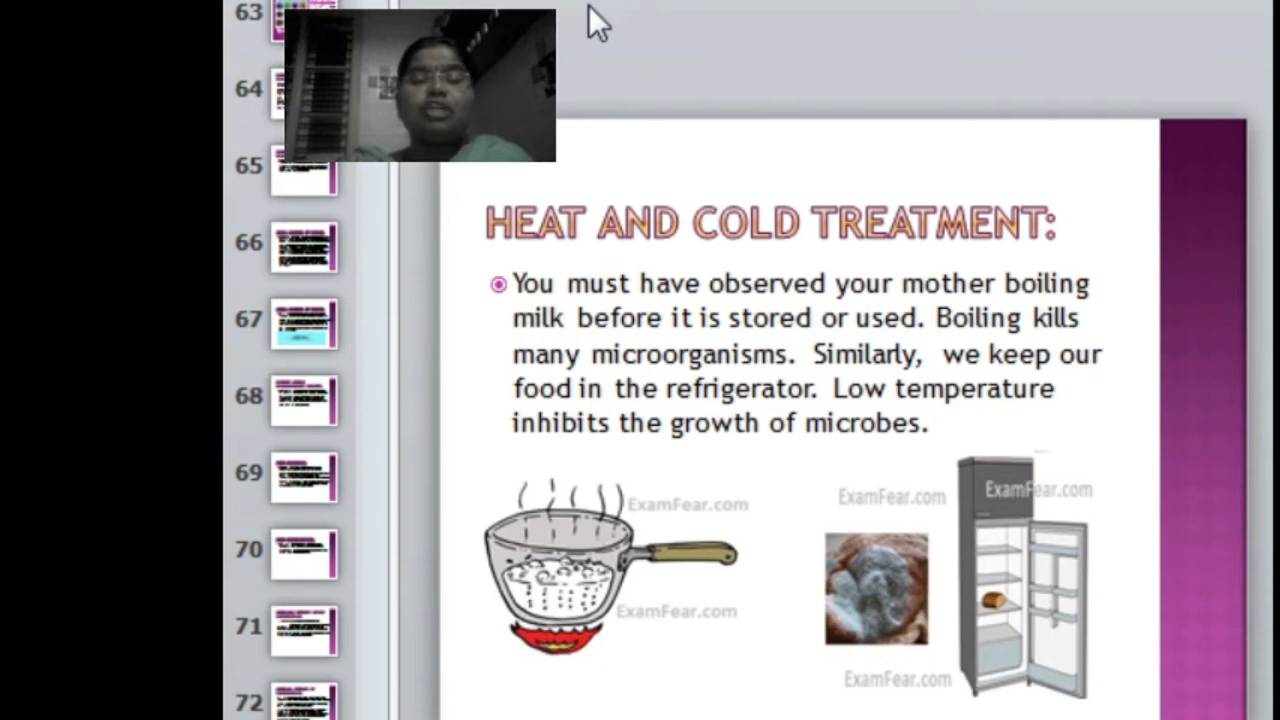 63
64
65
66
67
68
69
70
71
72
HEAT AND COLD TREATMENT:
You must have observed your mother boiling
milk before it is stored or used. Boiling kills
many microorganisms. Similarly, we keep our
food in the refrigerator. Low temperature
inhibits the growth of microbes.
ExamFear.com
ExamFear.com
ExamFear.com
ExamFear.com
ExamFear.com